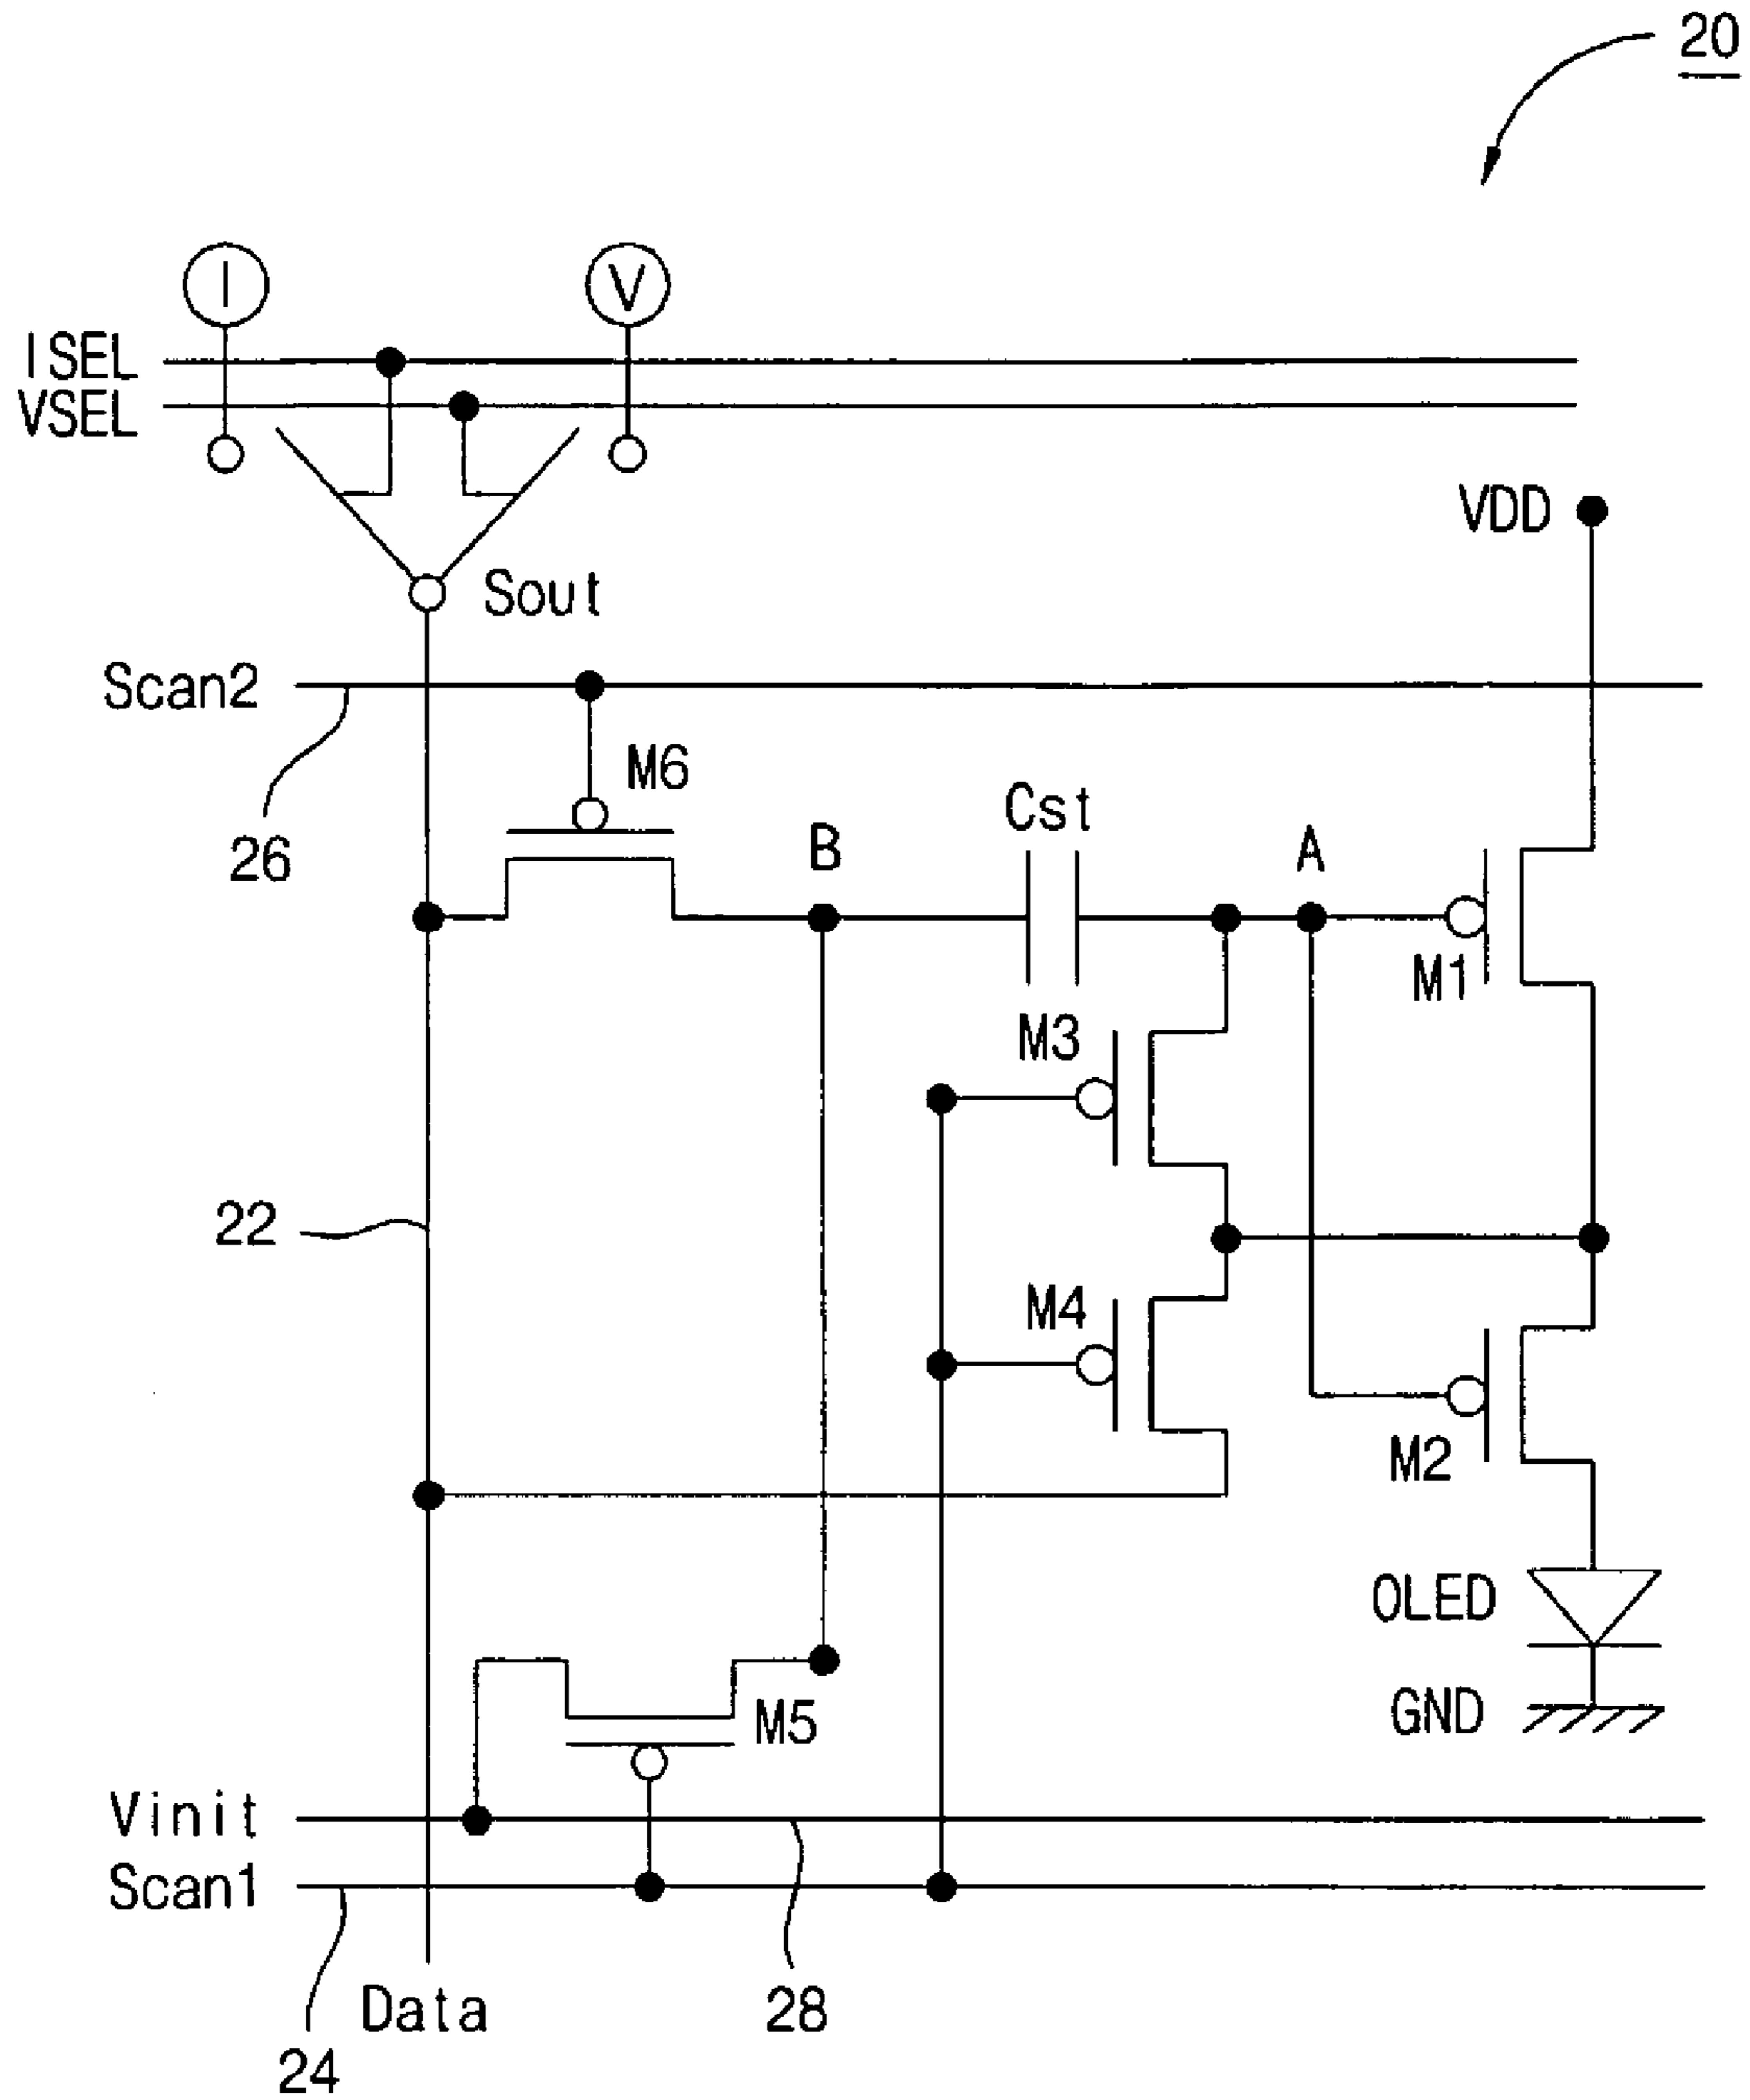 20
I
V
ISEL
VSEL
VDD
Sout
Scan2
M6
Cst
26
B
A
M1
M3
22
M4
M2
OLED
M5
GND
Vinit
Scan1
Data
28
24